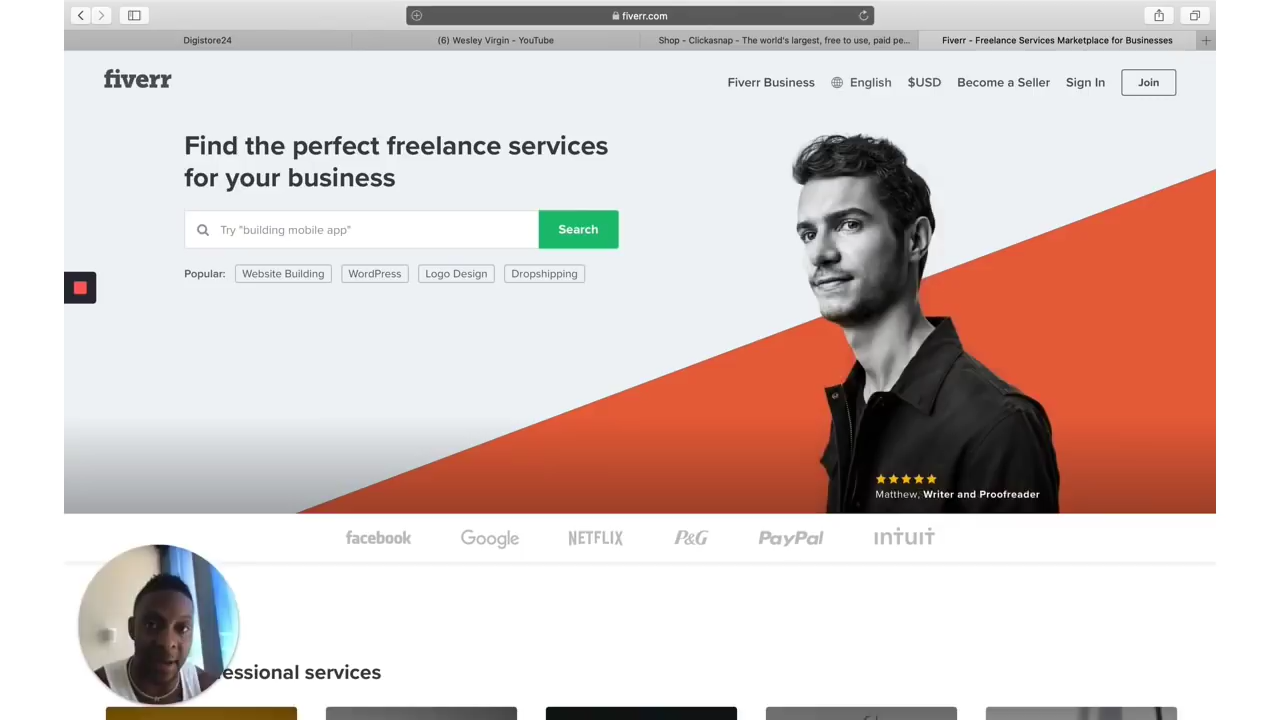 fiverr.com
Digistore24
(6) Wesley Virgin - YouTube
Shop - Clickasnap - The world's largest, free to use, paid pe...
Fiverr - Freelance Services Marketplace for Businesses
fiverr
Fiverr Business
English
$USD
Become a Seller
Sign In
Join
Find the perfect freelance services
for your business
Try "building mobile app"
Search
Popular:
Website Building
WordPress
Logo Design
Dropshipping
Matthew, Writer and Proofreader
facebook
Google
NETFLIX
P&G
PayPal
intuit
essional services